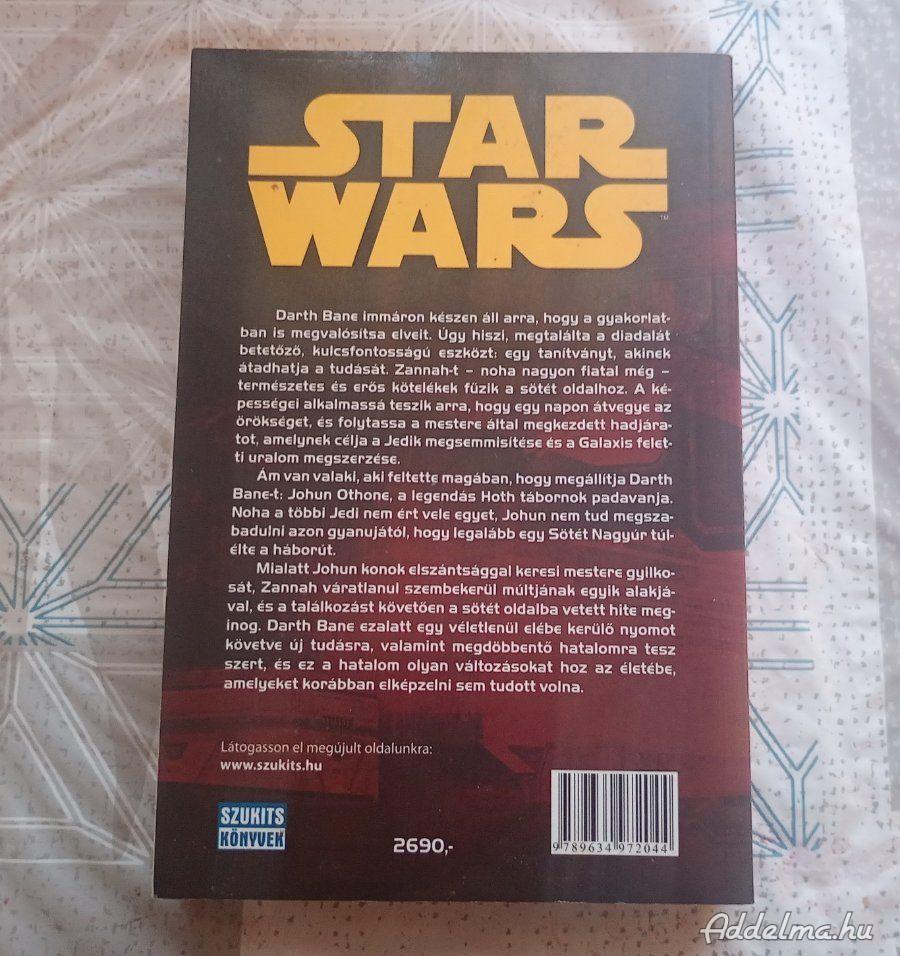 STAR
WARS
™
Darth Bane immáron készen áll arra, hogy a gyakorlat-
ban is megvalósítsa elveit. Úgy hiszi, megtalálta a diadalát
betetőző, kulcsfontosságú eszközt: egy tanítványt, akinek
átadhatja a tudását. Zannah-t – noha nagyon fiatal még –
természetes és erős kötelékek fűzik a sötét oldalhoz. A ké-
pességei alkalmassá teszik arra, hogy egy napon átvegye az
örökséget, és folytassa a mestere által megkezdett hadjára-
tot, amelynek célja a Jedik megsemmisítése és a Galaxis felet-
ti uralom megszerzése.
Ám van valaki, aki feltette magában, hogy megállítja Darth
Bane-t: Johun Othone, a legendás Hoth tábornok padavanja.
Noha a többi Jedi nem ért vele egyet, Johun nem tud megsza-
badulni azon gyanujától, hogy legalább egy Sötét Nagyúr túl-
élte a háborút.
Mialatt Johun konok elszántsággal keresi mestere gyilko-
sát, Zannah váratlanul szembekerül múltjának egyik alakjá-
val, és a találkozást követően a sötét oldalba vetett hite meg-
inog. Darth Bane ezalatt egy véletlenül elébe kerülő nyomot
követve új tudásra, valamint megdöbbentő hatalomra tesz
szert, és ez a hatalom olyan változásokat hoz az életébe,
amelyeket korábban elképzelni sem tudott volna.
Látogasson el megújult oldalunkra:
www.szukits.hu
SZUKITS
KÖNYVEK
2690,-
9 789634 972044
Addelma.hu